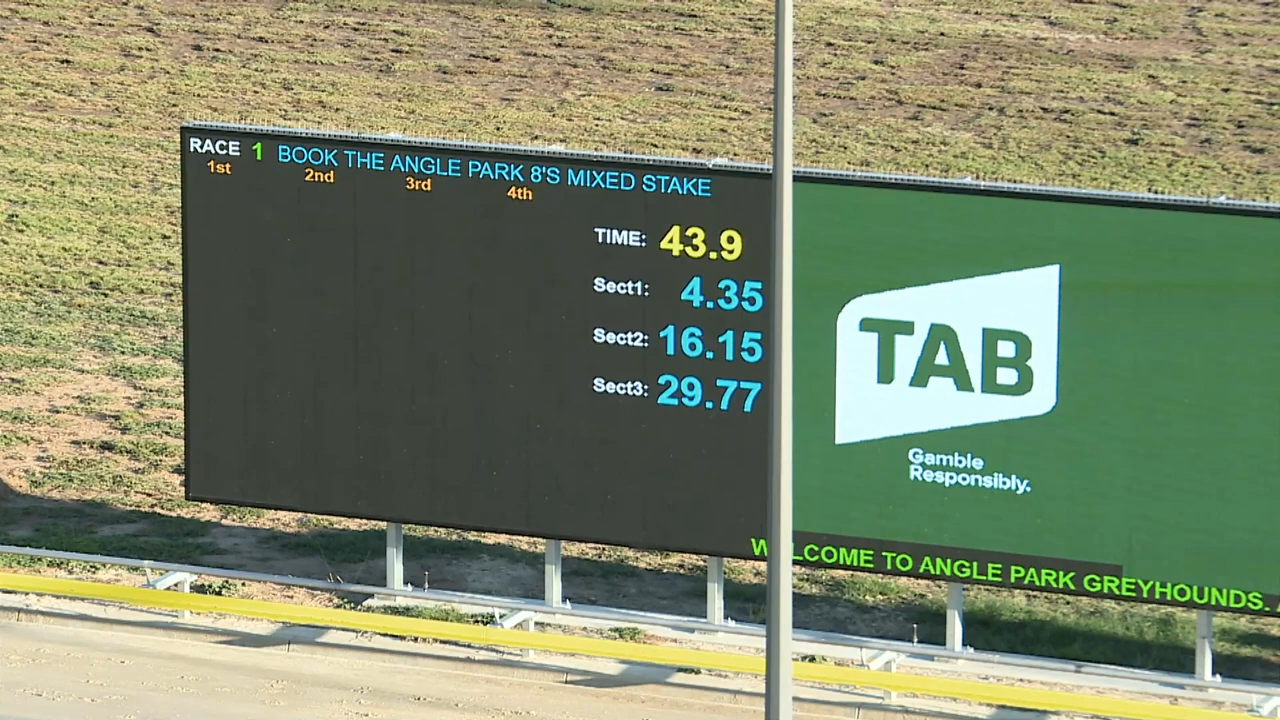 RACE 1 BOOK THE ANGLE PARK 8'S MIXED STAKE
1st 2nd 3rd 4th
TIME: 43.9
Sect1: 4.35
Sect2: 16.15
Sect3: 29.77
TAB
Gamble
Responsibly.
WELCOME TO ANGLE PARK GREYHOUNDS.